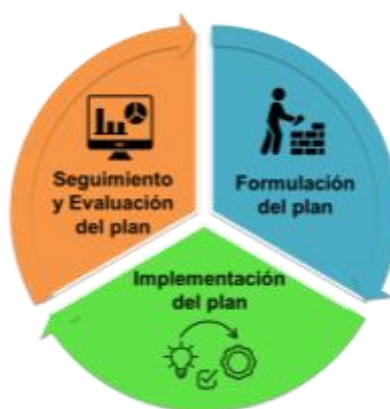 Seguimiento
y Evaluación
del plan
Formulación
del plan
Implementación
del plan